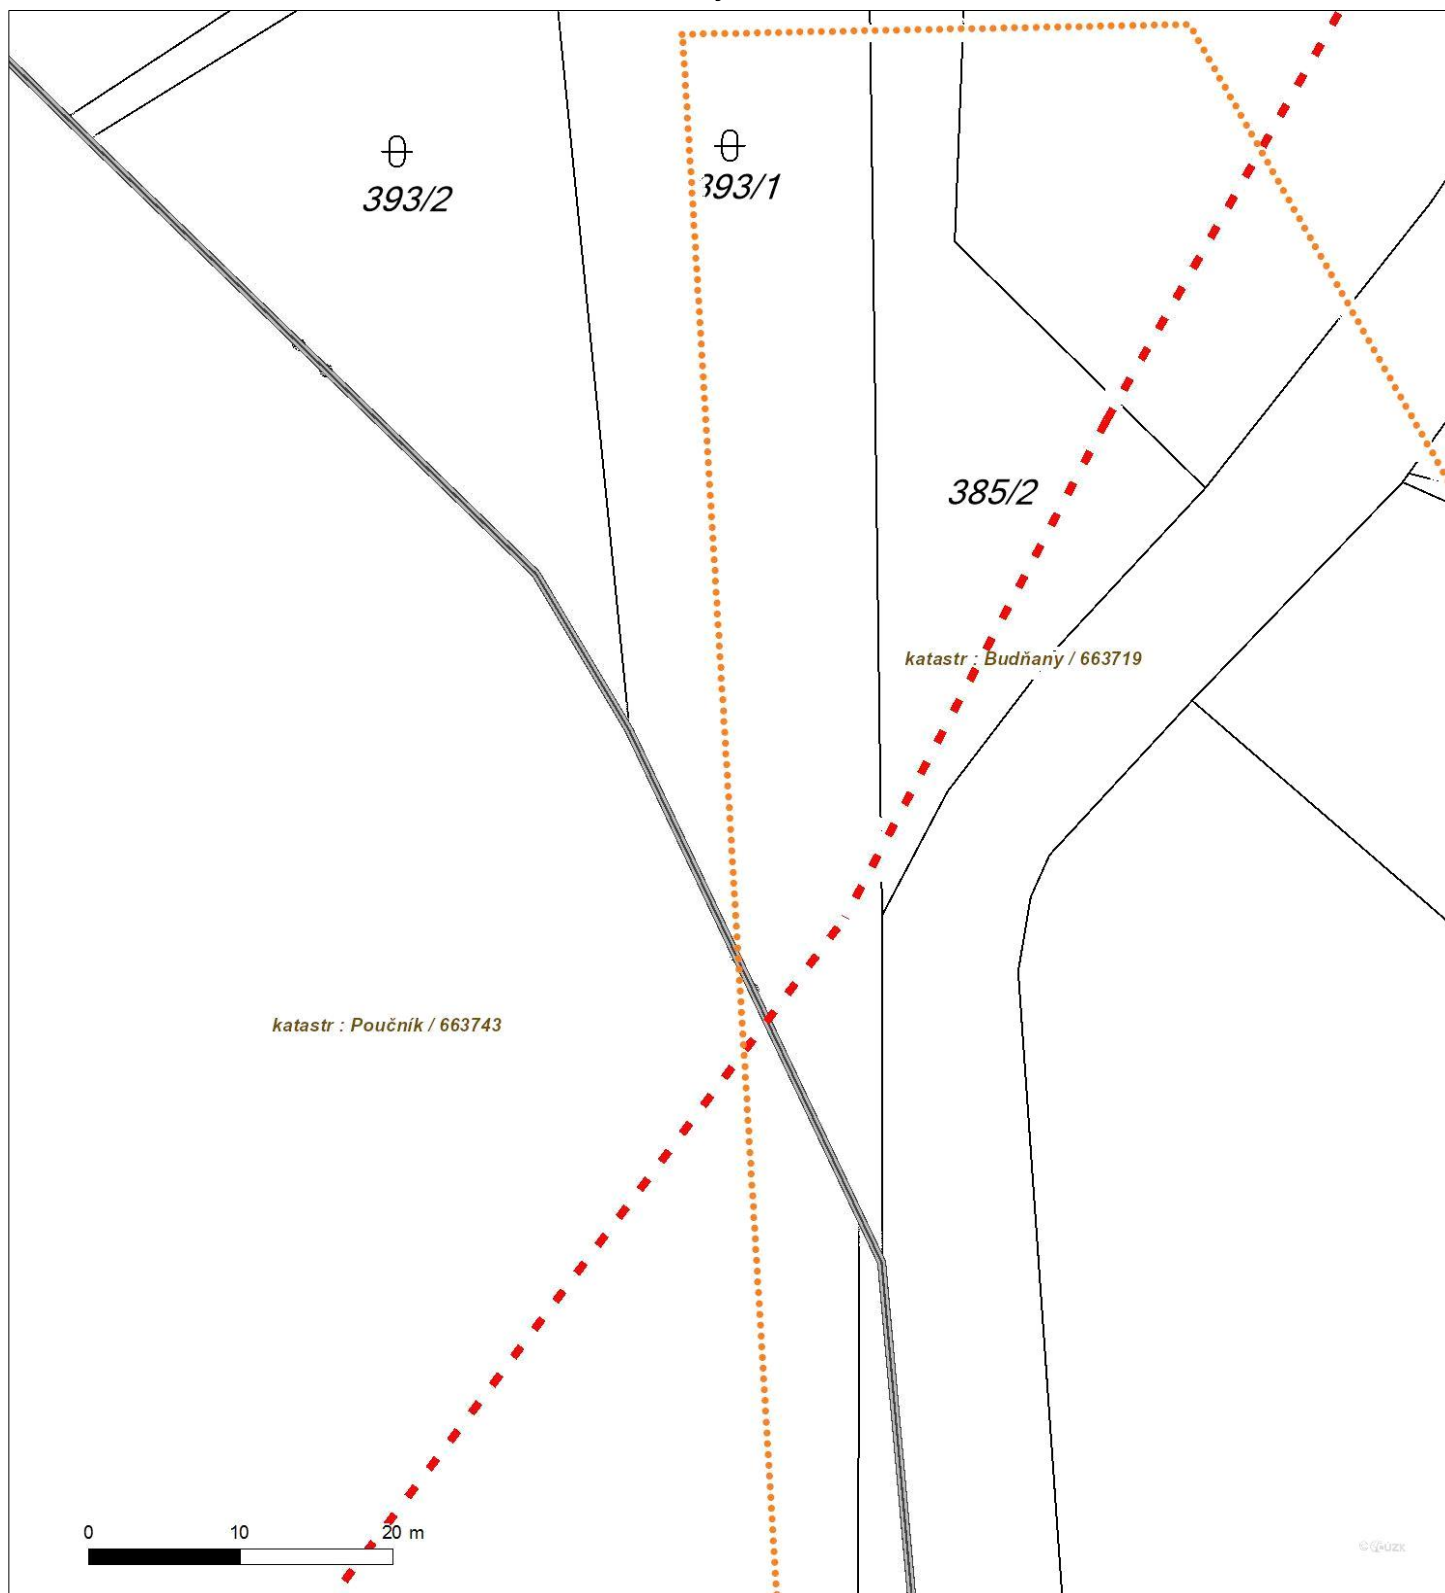 393/2
393/1
385/2
katastr : Budňany / 663719
katastr : Poučník / 663743
0 10 20 m